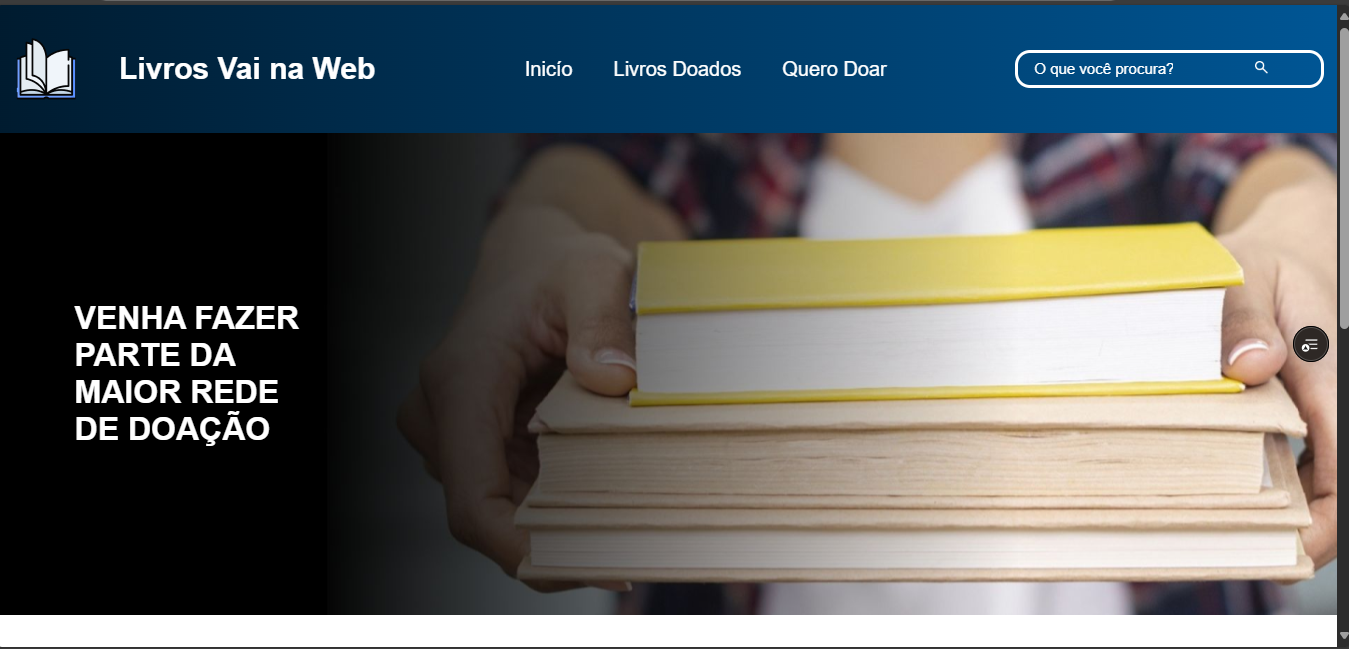 Livros Vai na Web
Inicío
Livros Doados
Quero Doar
O que você procura?
VENHA FAZER
PARTE DA
MAIOR REDE
DE DOAÇÃO